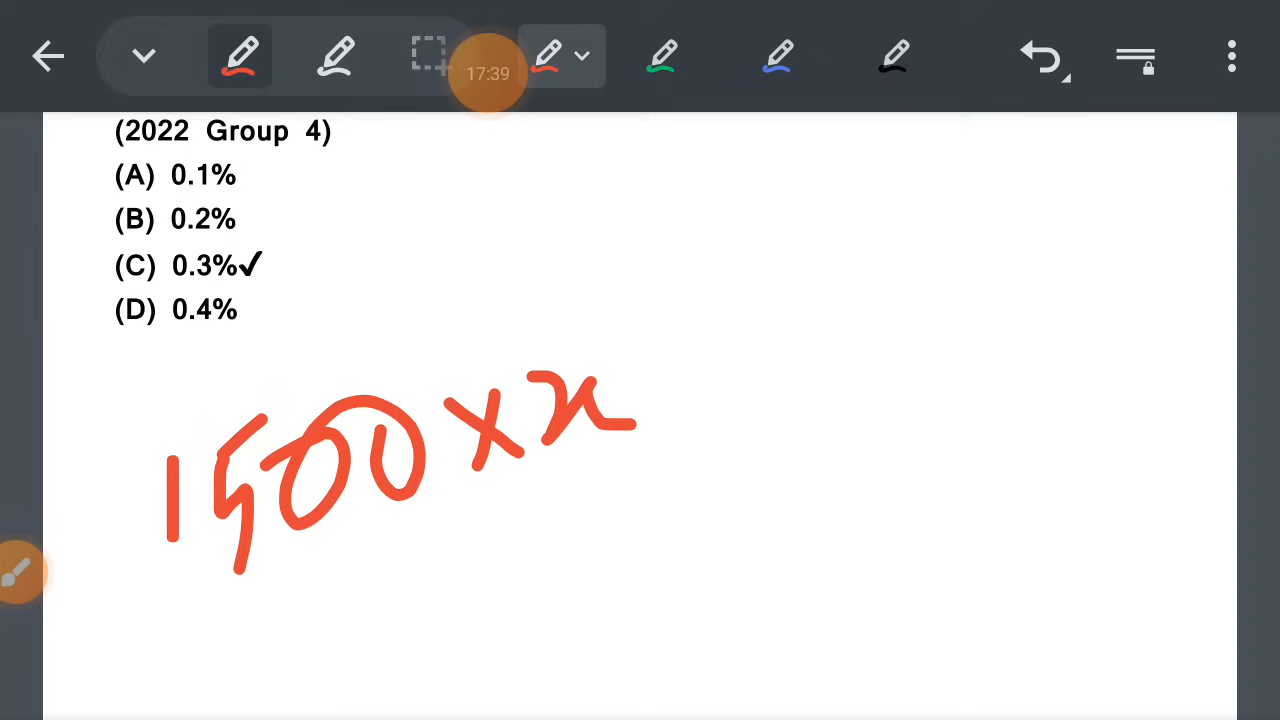 17:39
(2022 Group 4)
(A) 0.1%
(B) 0.2%
(C) 0.3%✓
(D) 0.4%
1500 × x